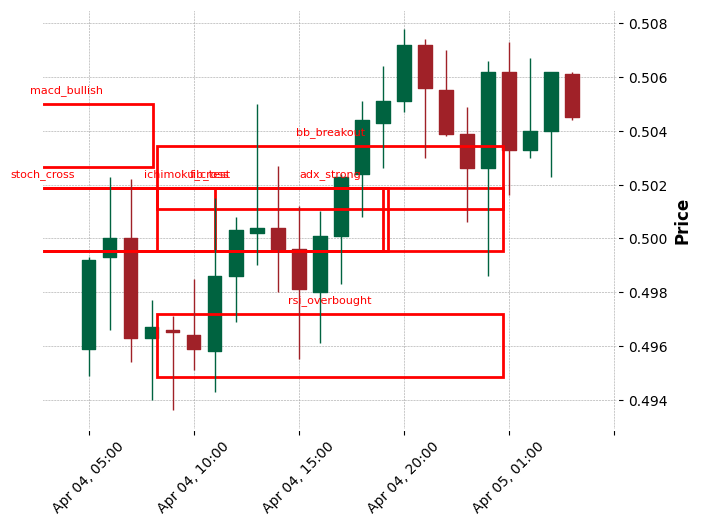 0.508
macd_bullish
0.506
bb_breakout
0.504
stoch_cross
adx_strong
0.502
Price
0.500
rsi_overbought
0.498
0.496
0.494
Apr 04, 05:00
Apr 04, 10:00
Apr 04, 15:00
Apr 04, 20:00
Apr 05, 01:00